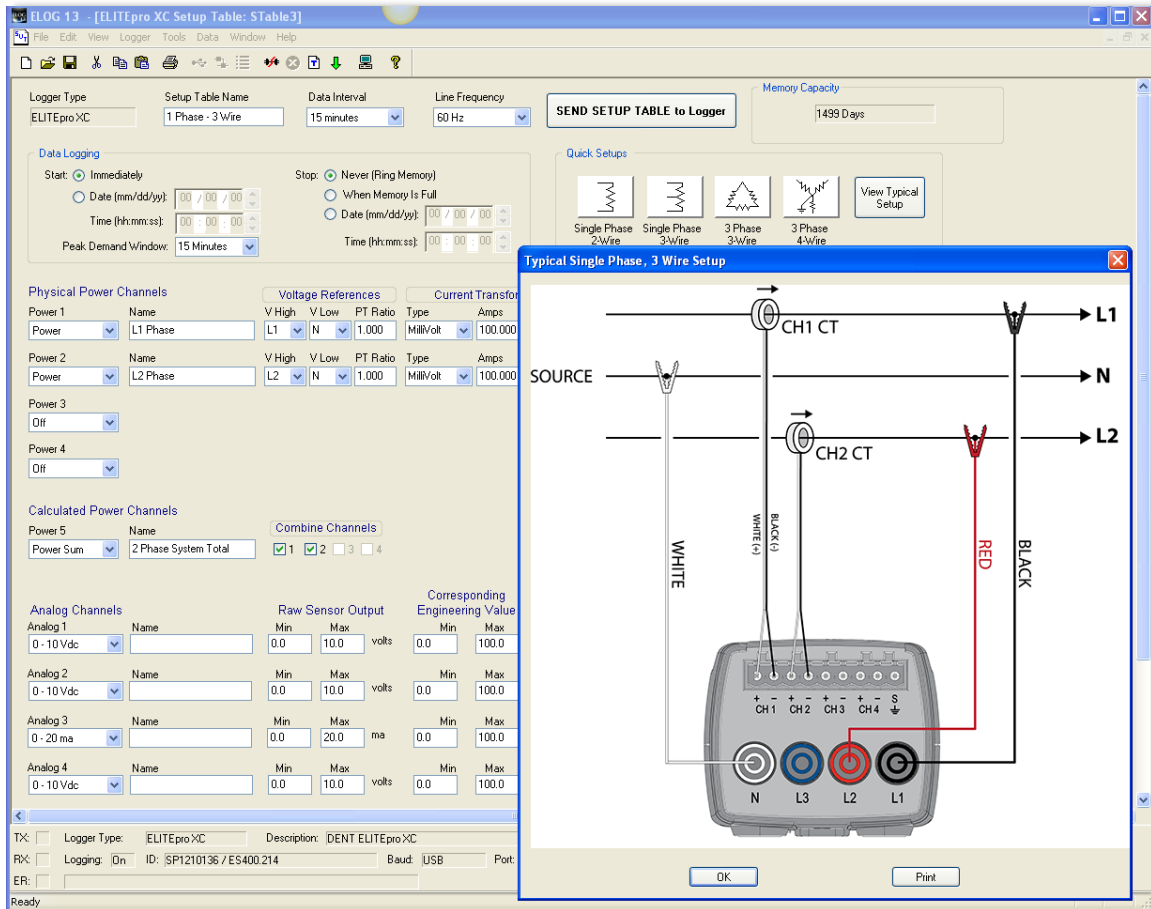 ELOG 13 - [ELITEpro XC Setup Table: STable3]
File Edit View Logger Tools Data Window Help
Logger Type Setup Table Name Data Interval Line Frequency
ELITEpro XC 1 Phase - 3 Wire 15 minutes 60 Hz
SEND SETUP TABLE to Logger
Memory Capacity
1499 Days
Data Logging
Start: Immediately
Date (mm/dd/yy): 00 / 00 / 00
Time (hh:mm:ss): 00 : 00 : 00
Peak Demand Window: 15 Minutes
Stop: Never (Ring Memory)
When Memory Is Full
Date (mm/dd/yy): 00 / 00 / 00
Time (hh:mm:ss): 00 : 00 : 00
Quick Setups
Single Phase 2-Wire
Single Phase 3-Wire
3 Phase 3-Wire
3 Phase 4-Wire
View Typical Setup
Physical Power Channels
Voltage References
Current Transfor
Power 1 Name V High V Low PT Ratio Type Amps
Power L1 Phase L1 N 1.000 MilliVolt 100.000
Power 2 Name V High V Low PT Ratio Type Amps
Power L2 Phase L2 N 1.000 MilliVolt 100.000
Power 3
Off
Power 4
Off
Calculated Power Channels
Power 5 Name Combine Channels
Power Sum 2 Phase System Total 1 2 3 4
Analog Channels Raw Sensor Output Corresponding Engineering Value
Analog 1 Name Min Max Min Max
0 - 10 Vdc 0.0 10.0 volts 0.0 100.0
Analog 2 Name Min Max Min Max
0 - 10 Vdc 0.0 10.0 volts 0.0 100.0
Analog 3 Name Min Max Min Max
0 - 20 ma 0.0 20.0 ma 0.0 100.0
Analog 4 Name Min Max Min Max
0 - 10 Vdc 0.0 10.0 volts 0.0 100.0
TX: Logger Type: ELITEpro XC Description: DENT ELITEpro XC
RX: Logging: On ID: SP1210136 / ES400.214 Baud: USB Port:
ER:
Ready
Typical Single Phase, 3 Wire Setup
L1
CH1 CT
SOURCE
N
L2
CH2 CT
WHITE
WHITE (+)
BLACK (-)
RED
BLACK
+ - + - + - + - S
CH 1 CH 2 CH 3 CH 4
N L3 L2 L1
OK Print